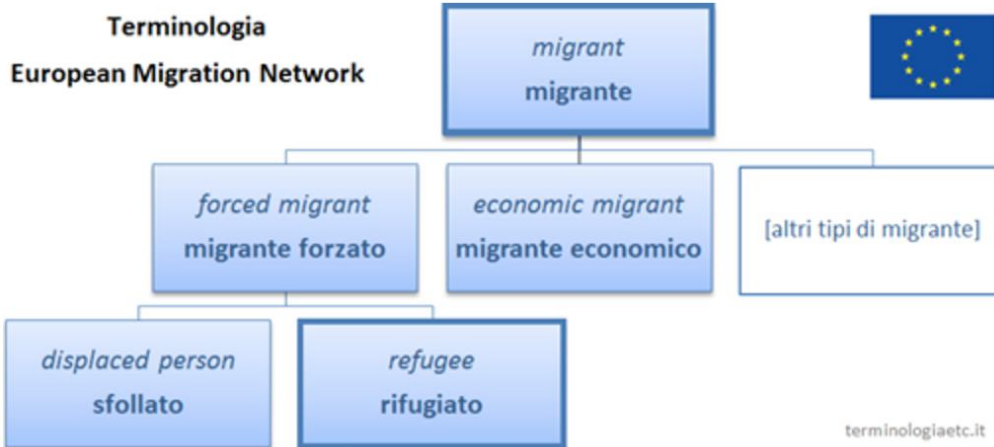 Terminologia
European Migration Network
migrant
migrante
forced migrant
migrante forzato
economic migrant
migrante economico
[altri tipi di migrante]
displaced person
sfollato
refugee
rifugiato
terminologiaetc.it